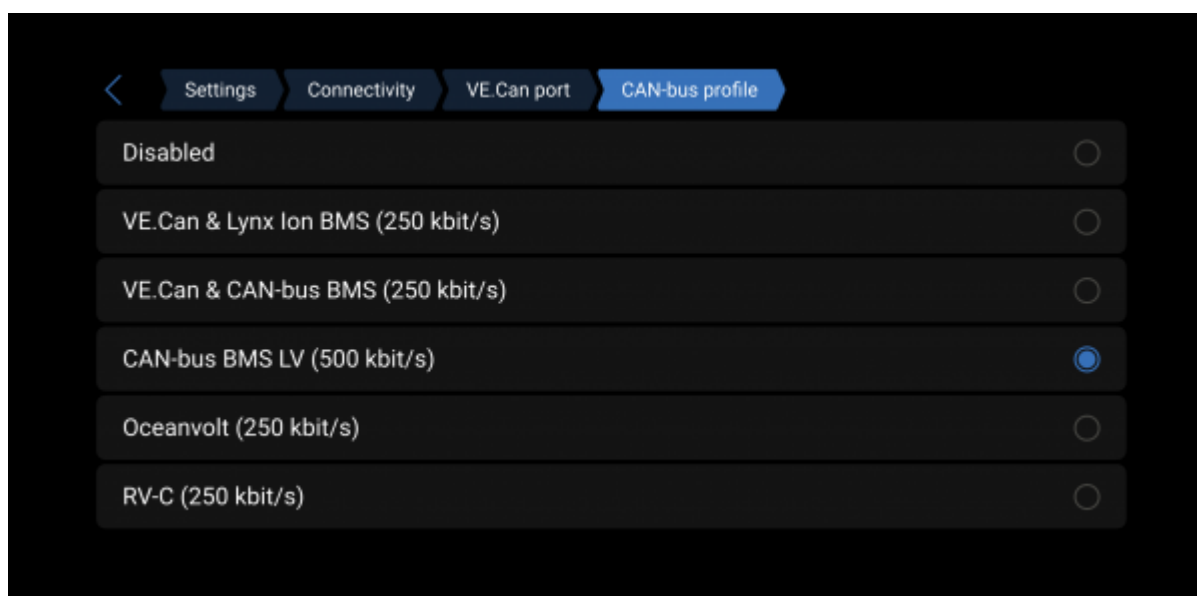 Settings Connectivity VE.Can port CAN-bus profile
Disabled
VE.Can & Lynx Ion BMS (250 kbit/s)
VE.Can & CAN-bus BMS (250 kbit/s)
CAN-bus BMS LV (500 kbit/s)
Oceanvolt (250 kbit/s)
RV-C (250 kbit/s)